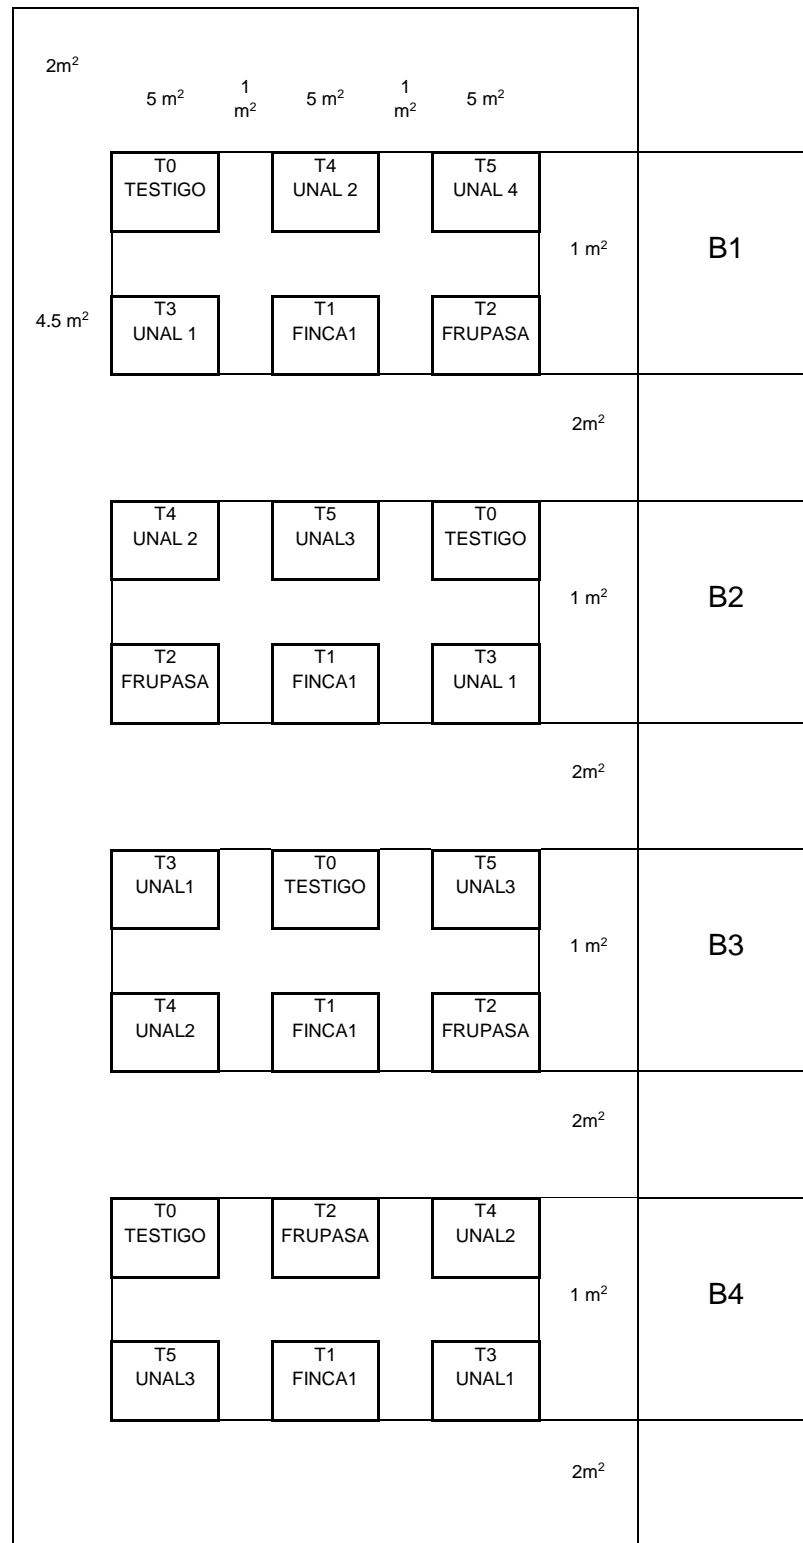 2m²
5 m² 1 m² 5 m² 1 m² 5 m²
T0 T4 T5
TESTIGO UNAL 2 UNAL 4
1 m² B1
T3 T1 T2
4.5 m² UNAL 1 FINCA1 FRUPASA
2m²
T4 T5 T0
UNAL 2 UNAL3 TESTIGO
1 m² B2
T2 T1 T3
FRUPASA FINCA1 UNAL 1
2m²
T3 T0 T5
UNAL1 TESTIGO UNAL3
1 m² B3
T4 T1 T2
UNAL2 FINCA1 FRUPASA
2m²
T0 T2 T4
TESTIGO FRUPASA UNAL2
1 m² B4
T5 T1 T3
UNAL3 FINCA1 UNAL1
2m²